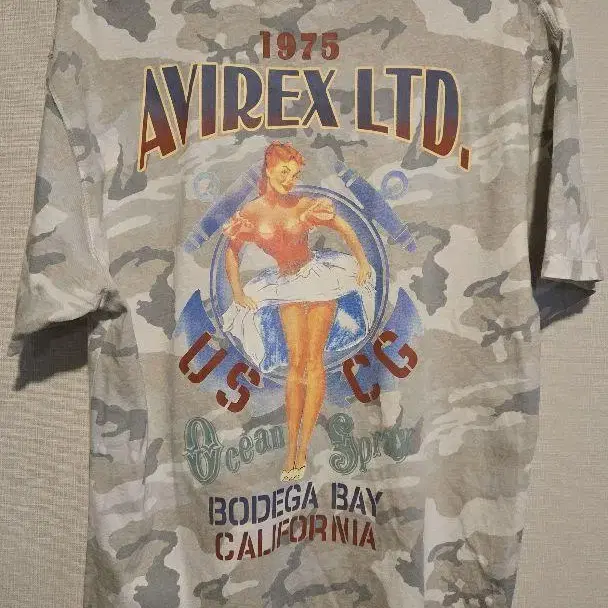 1975
AVIREX LTD.
US CG
Ocean Spray
BODEGA BAY
CALIFORNIA